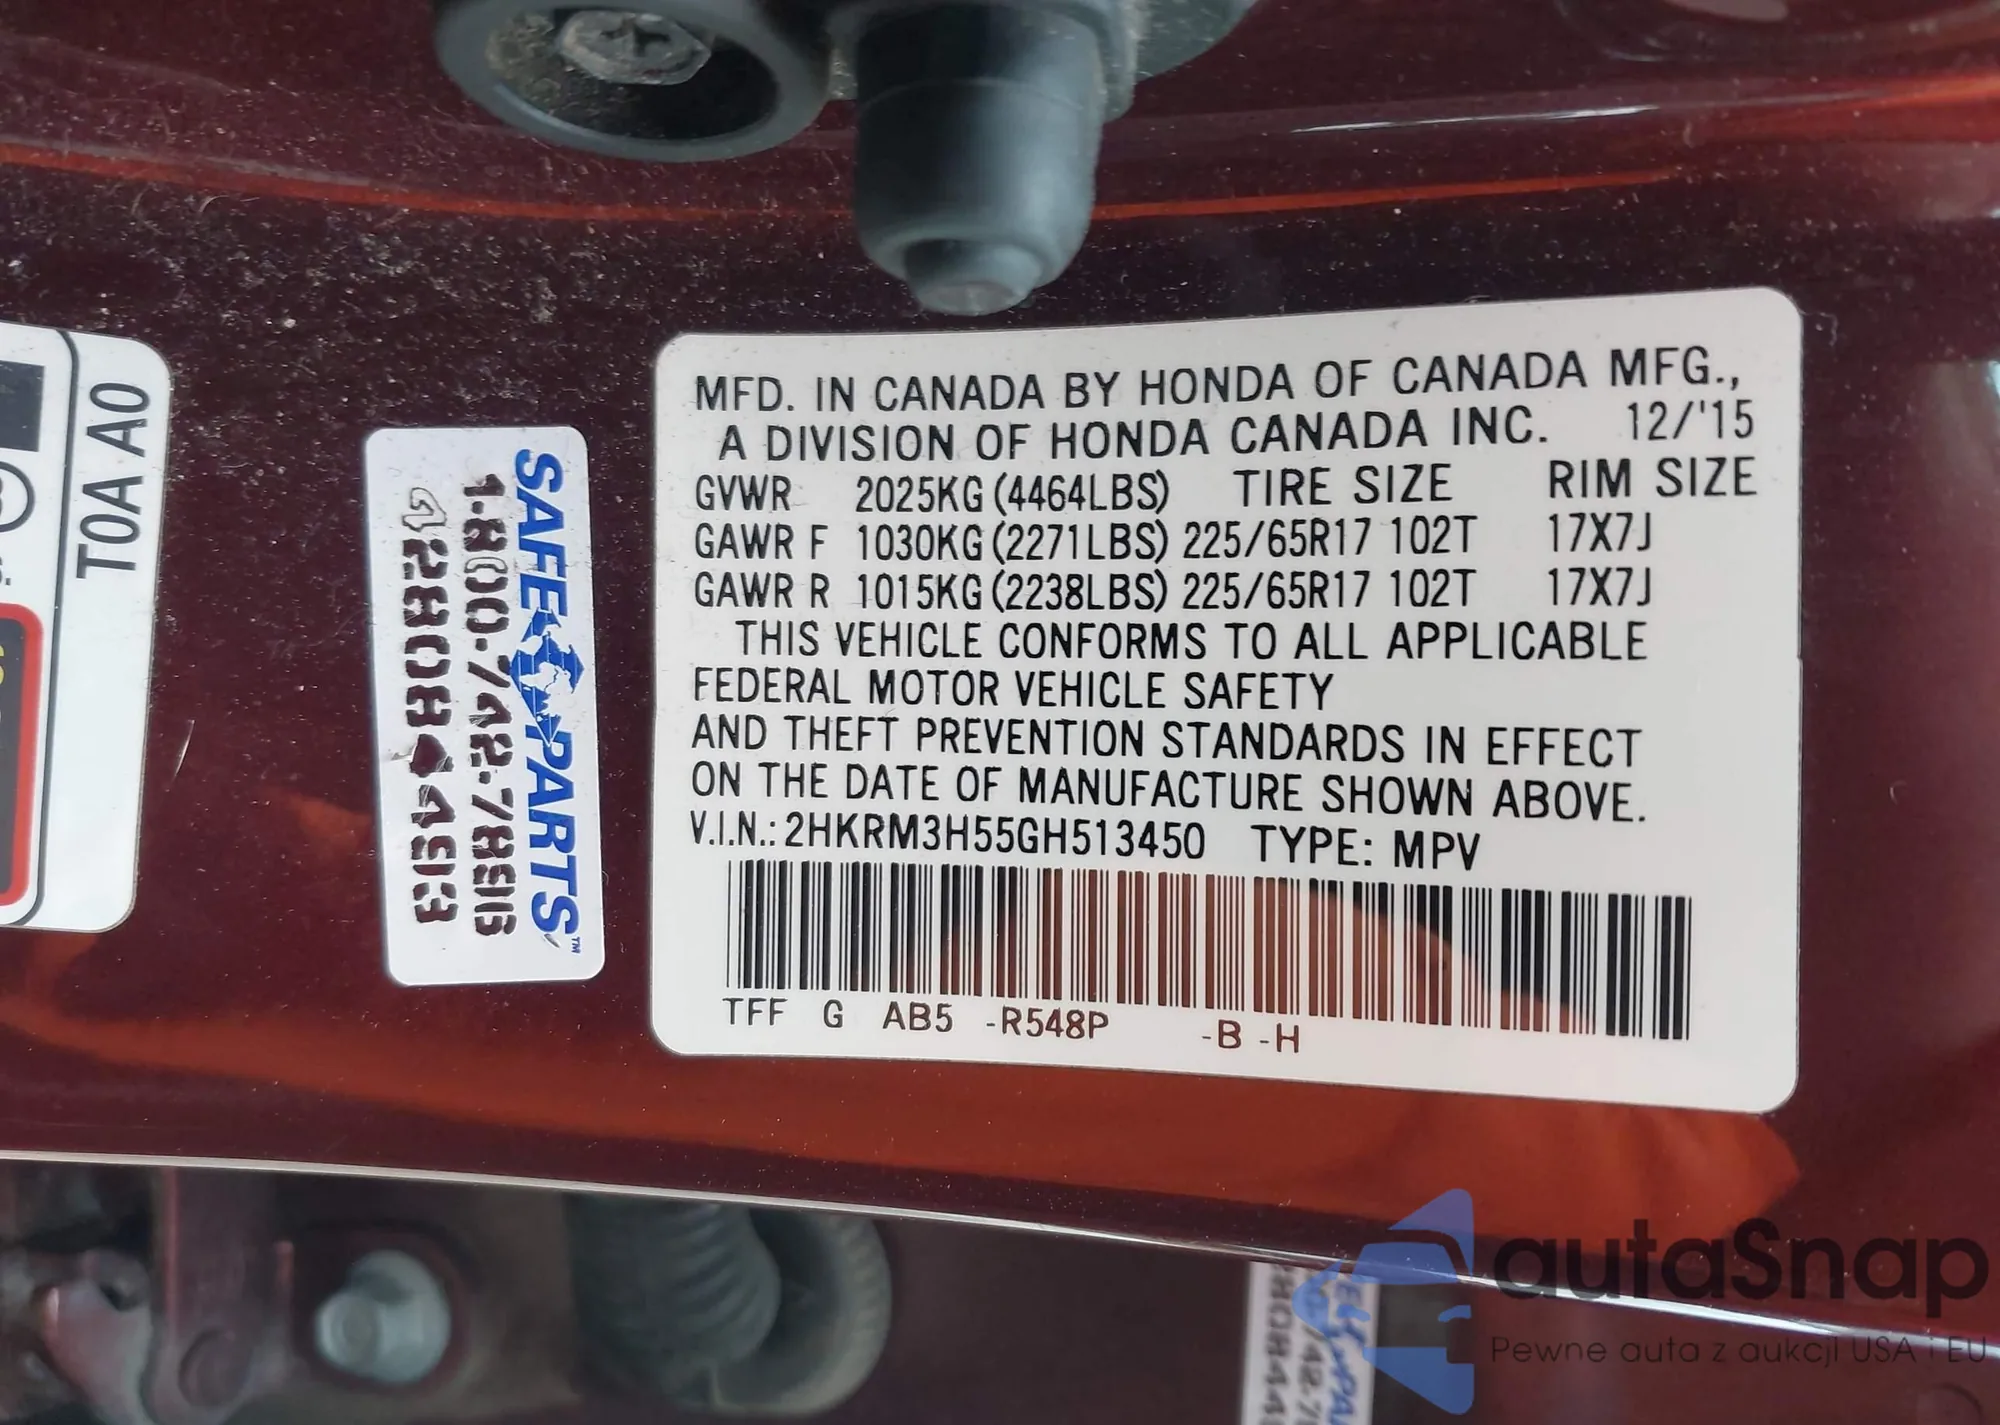 T0A A0
SAFE PARTS™
1.800.742.7896
MFD. IN CANADA BY HONDA OF CANADA MFG.,
A DIVISION OF HONDA CANADA INC. 12/'15
GVWR 2025KG (4464LBS) TIRE SIZE RIM SIZE
GAWR F 1030KG (2271LBS) 225/65R17 102T 17X7J
GAWR R 1015KG (2238LBS) 225/65R17 102T 17X7J
THIS VEHICLE CONFORMS TO ALL APPLICABLE
FEDERAL MOTOR VEHICLE SAFETY
AND THEFT PREVENTION STANDARDS IN EFFECT
ON THE DATE OF MANUFACTURE SHOWN ABOVE.
V.I.N.: 2HKRM3H55GH513450 TYPE: MPV
TFF G AB5 -R548P -B -H
autaSnap
Pewne auta z aukcji USA i EU